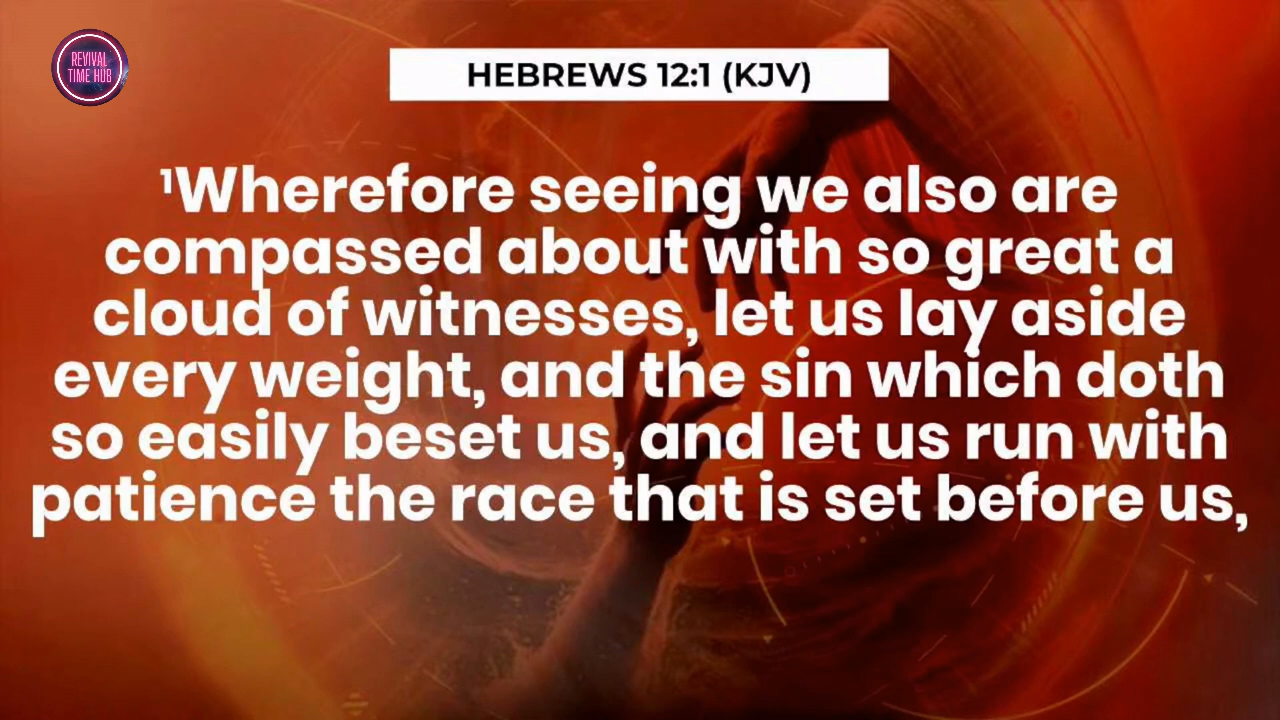 REVIVAL
TIME HUB
HEBREWS 12:1 (KJV)
¹Wherefore seeing we also are
compassed about with so great a
cloud of witnesses, let us lay aside
every weight, and the sin which doth
so easily beset us, and let us run with
patience the race that is set before us,